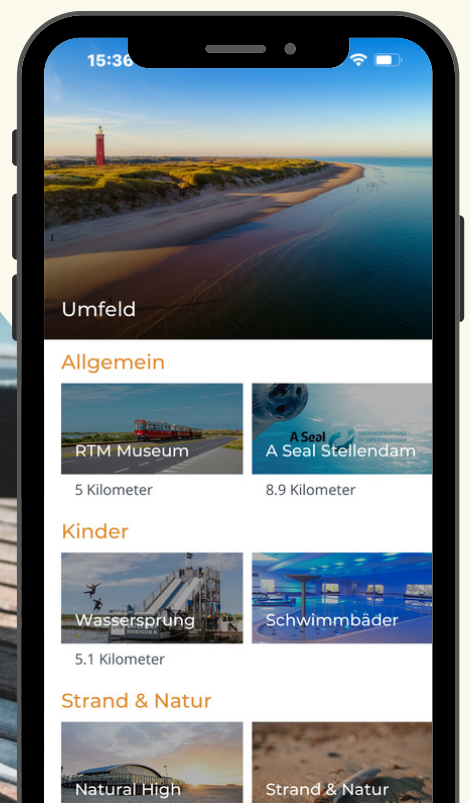 15:36
Umfeld
Allgemein
RTM Museum
A Seal
A Seal Stellendam
5 Kilometer
8.9 Kilometer
Kinder
Wassersprung
Schwimmbäder
5.1 Kilometer
Strand & Natur
Natural High
Strand & Natur